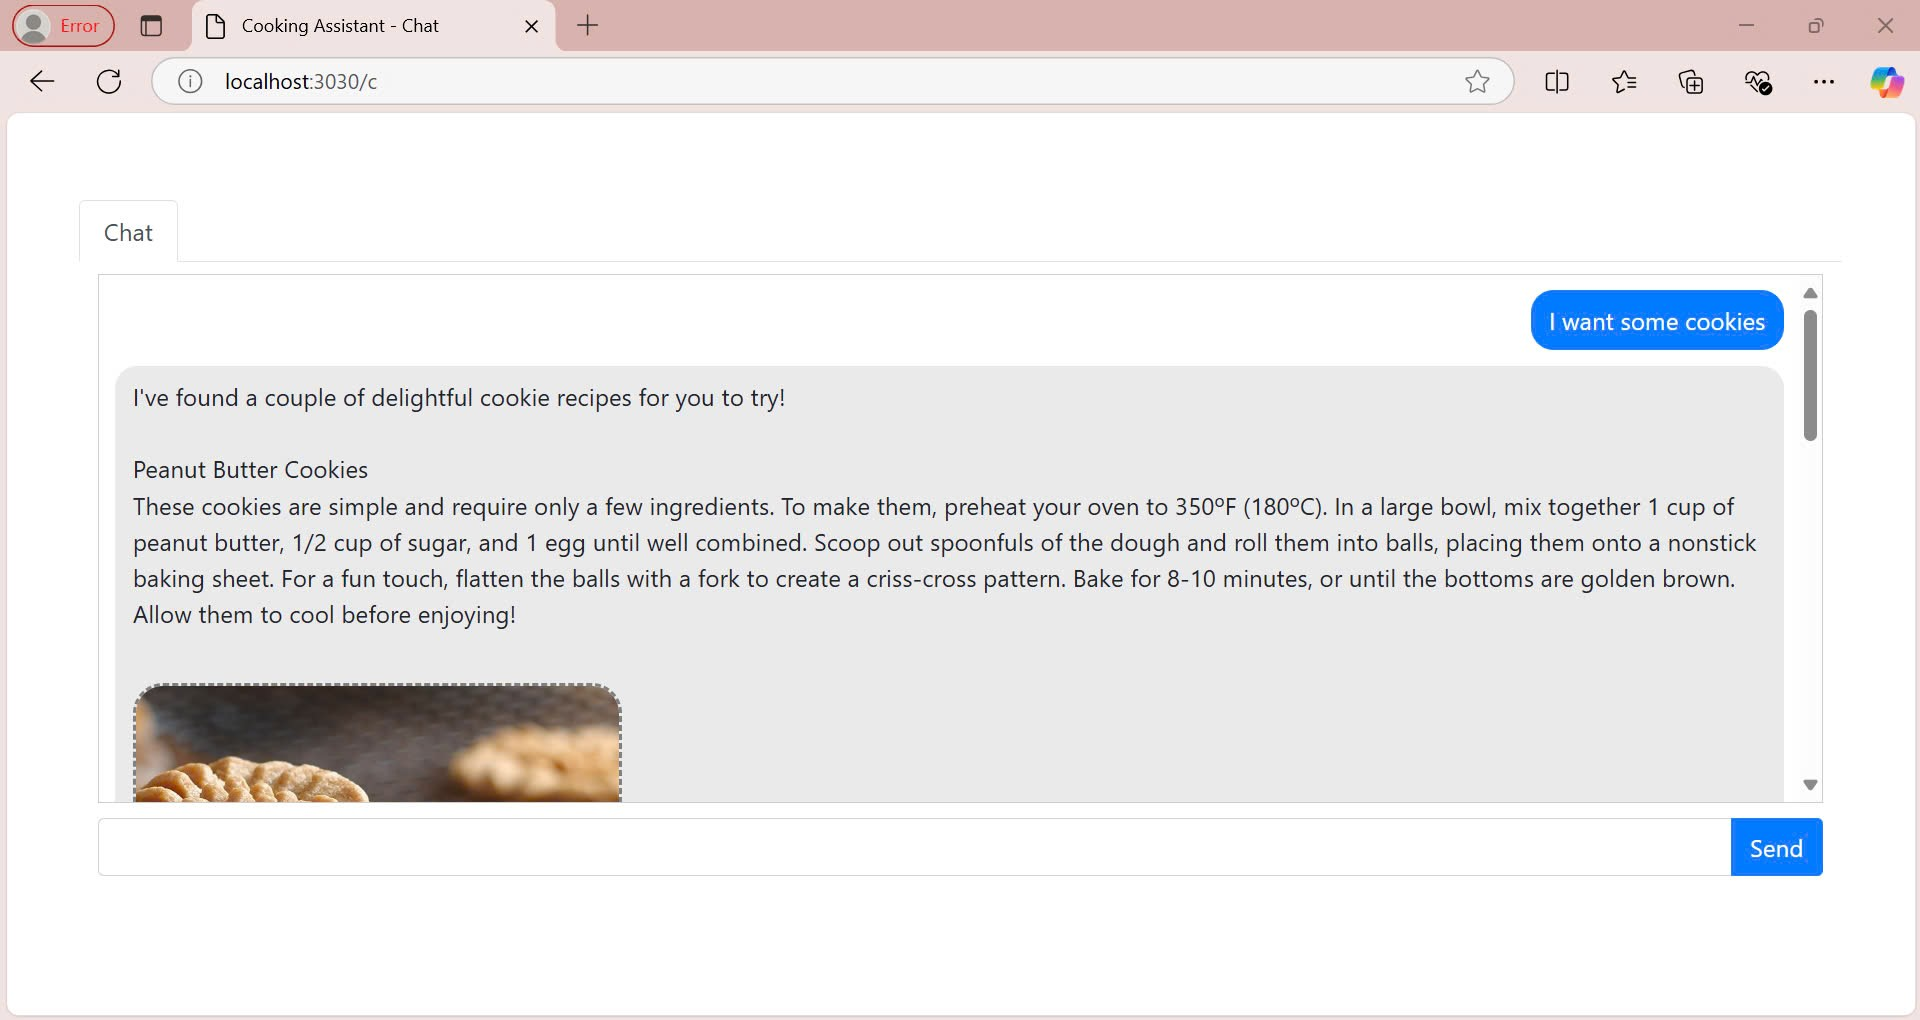 Error
Cooking Assistant - Chat
localhost:3030/c
Chat
I want some cookies
I've found a couple of delightful cookie recipes for you to try!
Peanut Butter Cookies
These cookies are simple and require only a few ingredients. To make them, preheat your oven to 350ºF (180ºC). In a large bowl, mix together 1 cup of
peanut butter, 1/2 cup of sugar, and 1 egg until well combined. Scoop out spoonfuls of the dough and roll them into balls, placing them onto a nonstick
baking sheet. For a fun touch, flatten the balls with a fork to create a criss-cross pattern. Bake for 8-10 minutes, or until the bottoms are golden brown.
Allow them to cool before enjoying!
Send